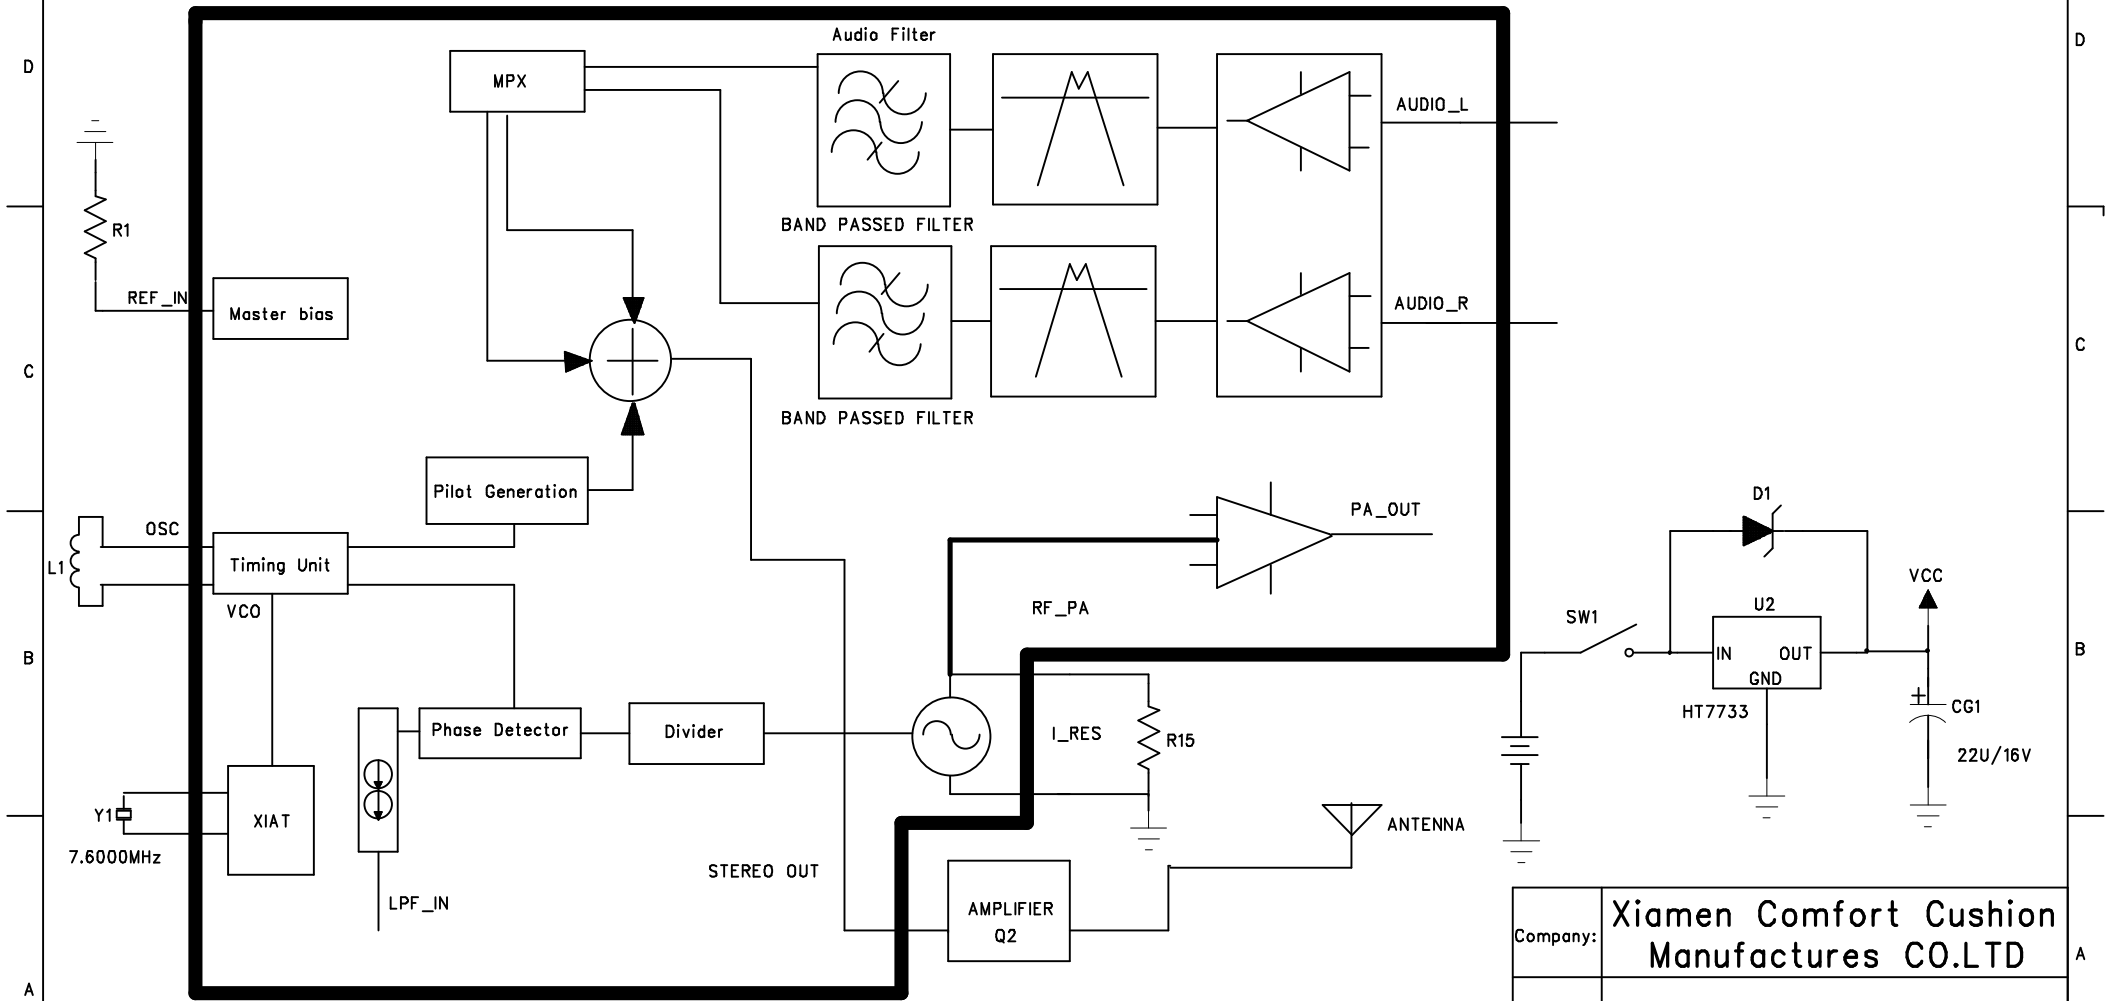 Audio Filter
D
D
MPX
AUDIO_L
R1
BAND PASSED FILTER
REF_IN
Master bias
AUDIO_R
C
C
BAND PASSED FILTER
Pilot Generation
D1
OSC
PA_OUT
L1
Timing Unit
VCC
VCO
RF_PA
SW1
U2
B
B
IN
OUT
GND
HT7733
CG1
Phase Detector
Divider
I_RES
R15
22U/16V
Y1
XIAT
ANTENNA
7.6000MHz
STEREO OUT
LPF_IN
AMPLIFIER
Q2
Company:
Xiamen Comfort Cushion
Manufactures CO.LTD
A
A